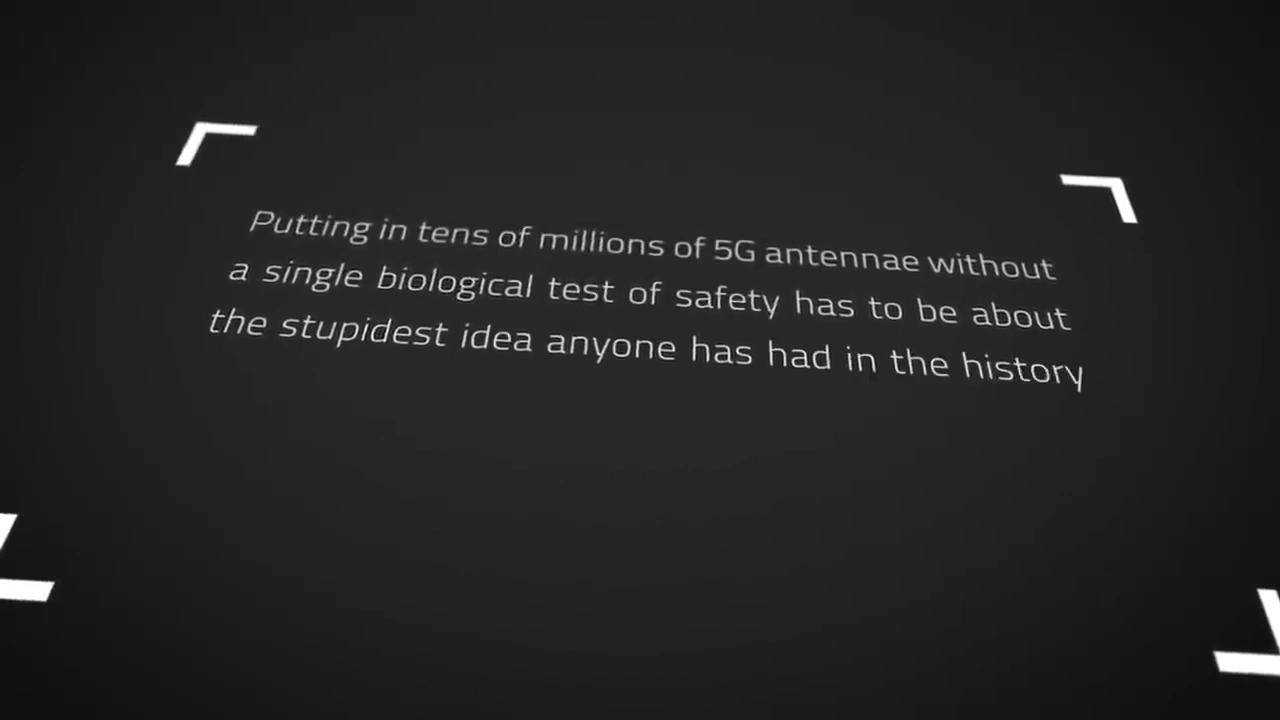 Putting in tens of millions of 5G antennae without
a single biological test of safety has to be about
the stupidest idea anyone has had in the history